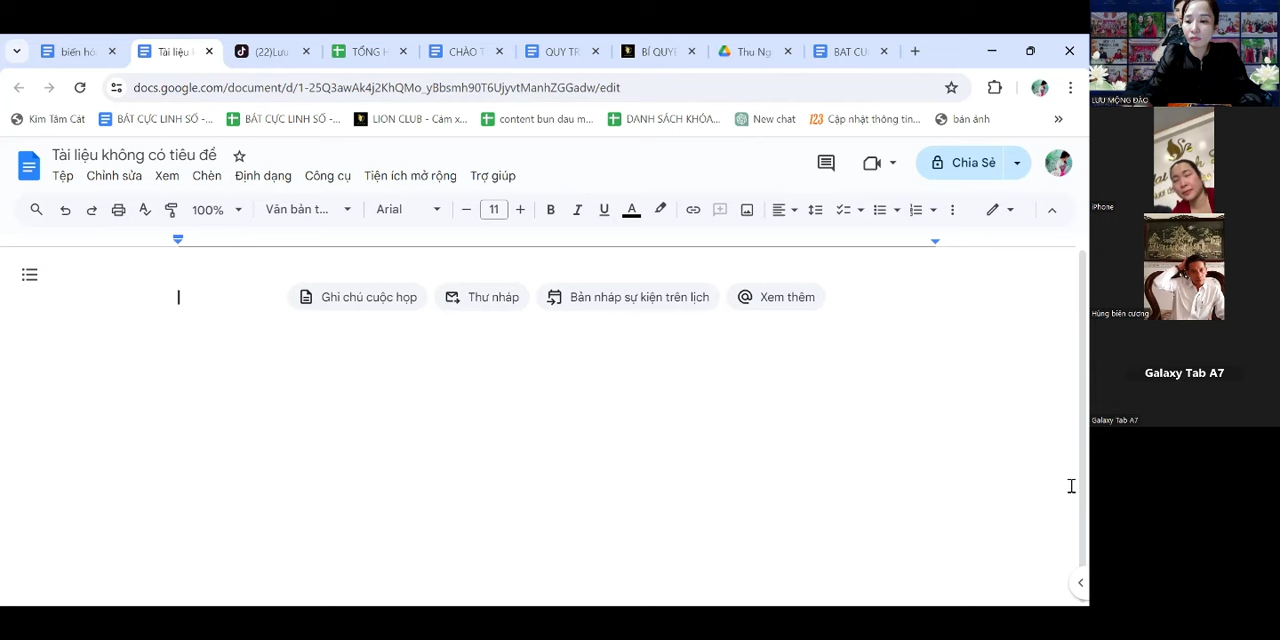 biến hó
Tài liệu
(22)Lưu
TỔNG H
CHÀO T
QUY TR
BÍ QUYẾ
Thu Ng
BAT CU
docs.google.com/document/d/1-25Q3awAk4j2KhQMo_yBbsmh90T6UjyvtManhZGGadw/edit
Kim Tâm Cát
BÁT CỰC LINH SỐ -...
BÁT CỰC LINH SỐ -...
LION CLUB - Cam x...
content bun dau m...
DANH SÁCH KHÓA...
New chat
Cập nhật thông tin...
bán ảnh
Tài liệu không có tiêu đề
Tệp Chỉnh sửa Xem Chèn Định dạng Công cụ Tiện ích mở rộng Trợ giúp
Chia Sẻ
100% Văn bản t... Arial 11 B I U A
Ghi chú cuộc họp
Thư nháp
Bản nháp sự kiện trên lịch
Xem thêm
LƯU MỘNG ĐÀO
iPhone
Hùng biên cương
Galaxy Tab A7
Galaxy Tab A7